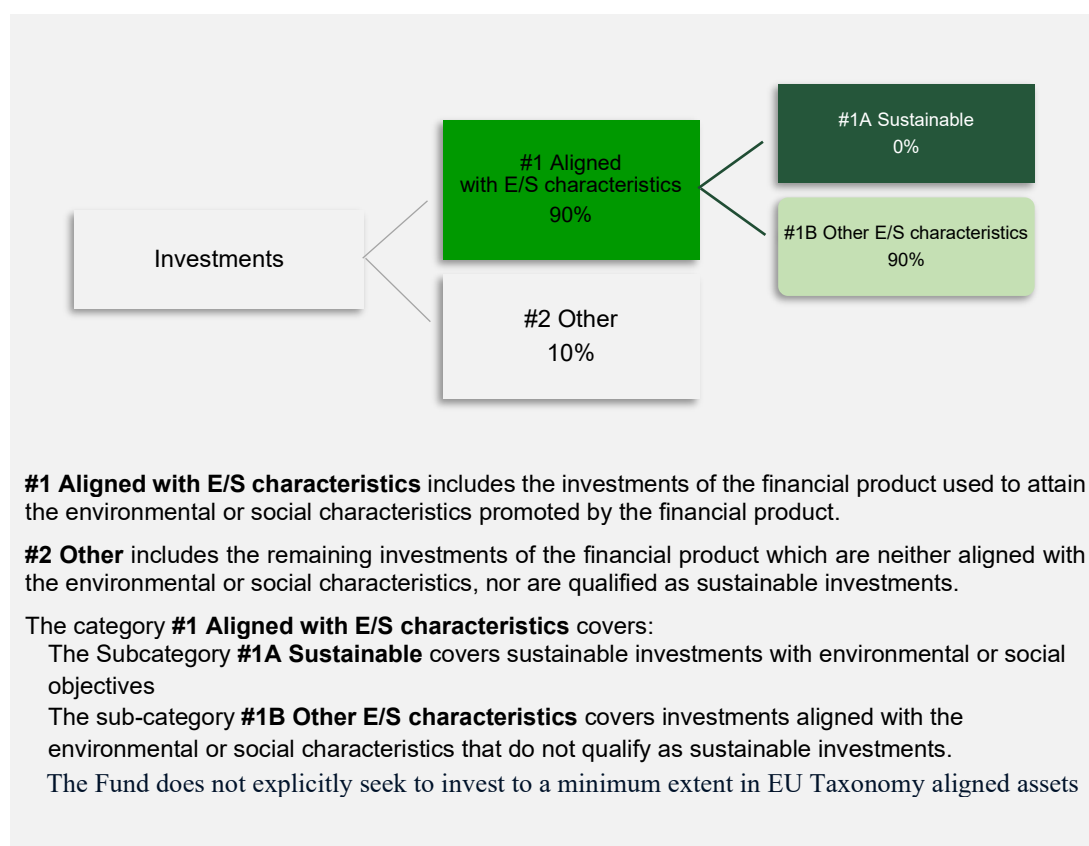 Investments
#1 Aligned
with E/S characteristics
90%
#2 Other
10%
#1A Sustainable
0%
#1B Other E/S characteristics
90%
#1 Aligned with E/S characteristics includes the investments of the financial product used to attain
the environmental or social characteristics promoted by the financial product.
#2 Other includes the remaining investments of the financial product which are neither aligned with
the environmental or social characteristics, nor are qualified as sustainable investments.
The category #1 Aligned with E/S characteristics covers:
The Subcategory #1A Sustainable covers sustainable investments with environmental or social
objectives
The sub-category #1B Other E/S characteristics covers investments aligned with the
environmental or social characteristics that do not qualify as sustainable investments.
The Fund does not explicitly seek to invest to a minimum extent in EU Taxonomy aligned assets